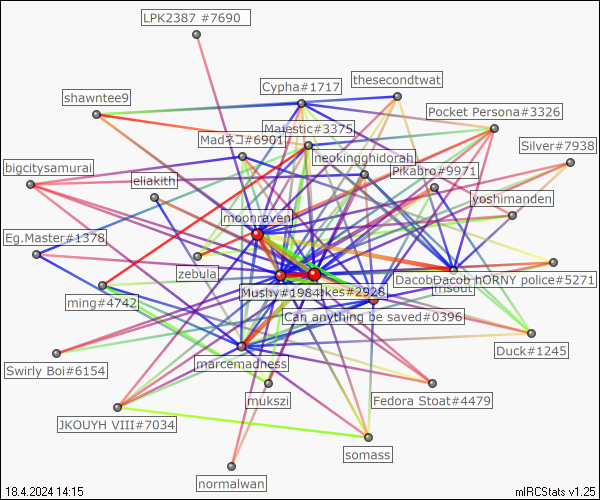 LPK2387 #7690
thesecondtwat
Cypha#1717
shawntee9
Pocket Persona#3326
Majestic#3375
Madネコ#6901
Silver#7938
neokingghidorah
Pikabro#9971
bigcitysamurai
eliakith
yoshimanden
moonraven
Eg.Master#1378
zebula
Dacob
Dacob hORNY police#5271
Mushy#1984
kes#2928
ming#4742
Can anything be saved#0396
Duck#1245
marcemadness
Swirly Boi#6154
mukszi
Fedora Stoat#4479
JKOUYH VIII#7034
somass
normalwan
18.4.2024 14:15
mIRCStats v1.25